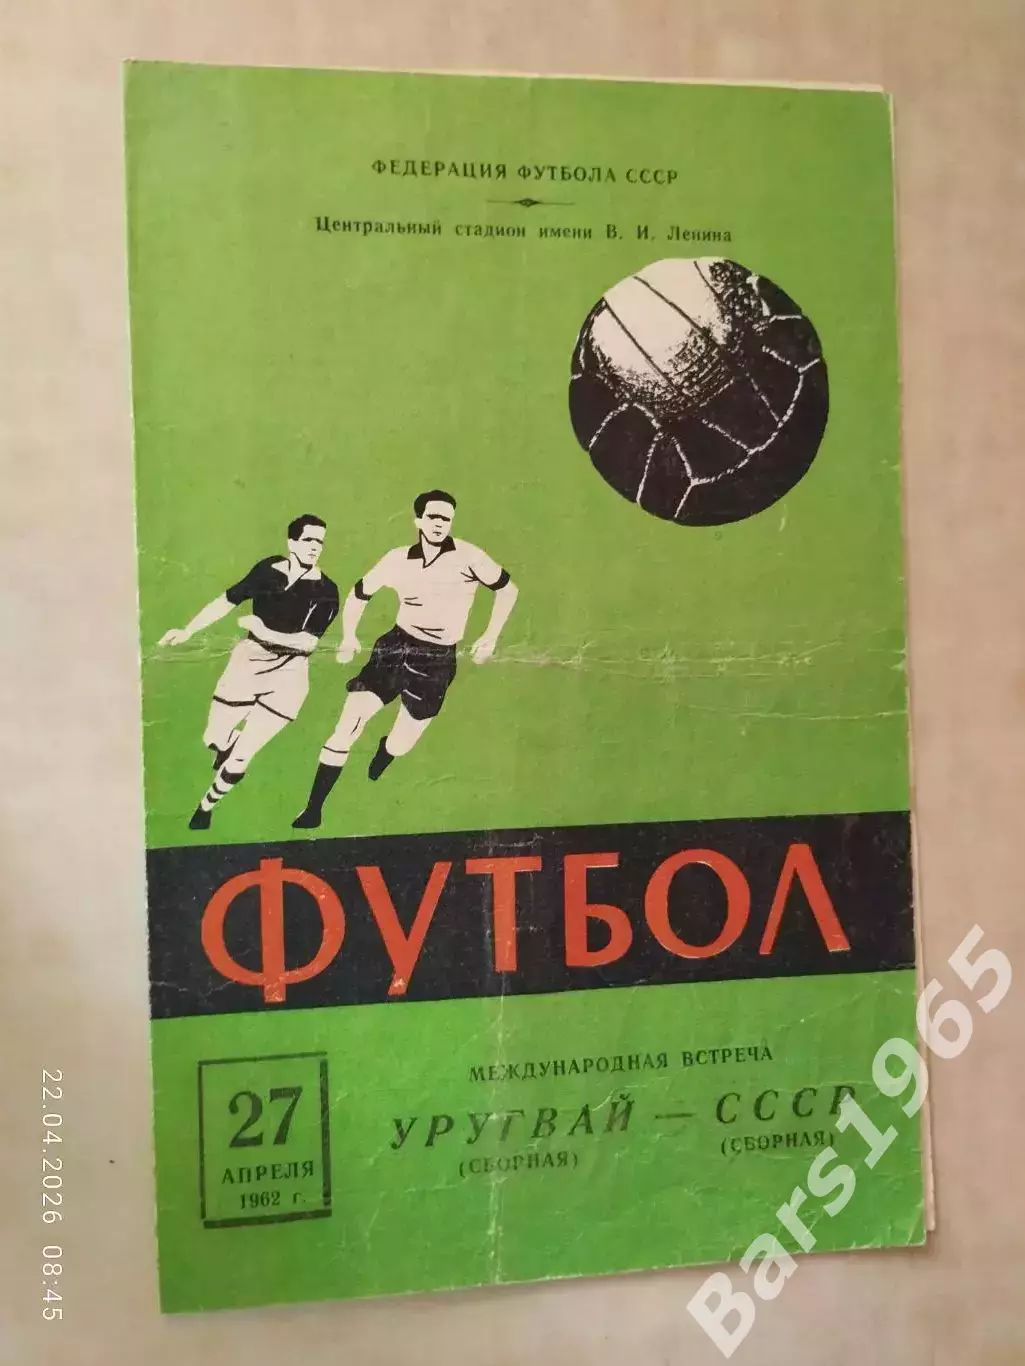 ФЕДЕРАЦИЯ ФУТБОЛА СССР
Центральный стадион имени В. И. Ленина
ФУТБОЛ
27
АПРЕЛЯ
1962 г.
МЕЖДУНАРОДНАЯ ВСТРЕЧА
УРУГВАЙ — СССР
(СБОРНАЯ) (СБОРНАЯ)
22.04.2026 08:45
Bars1965